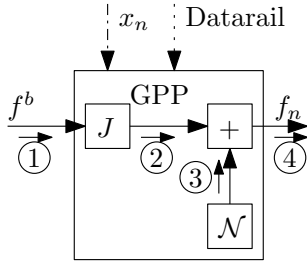 x_n Datarail
GPP
f^b J + f_n
① ② ③ ④
𝒩